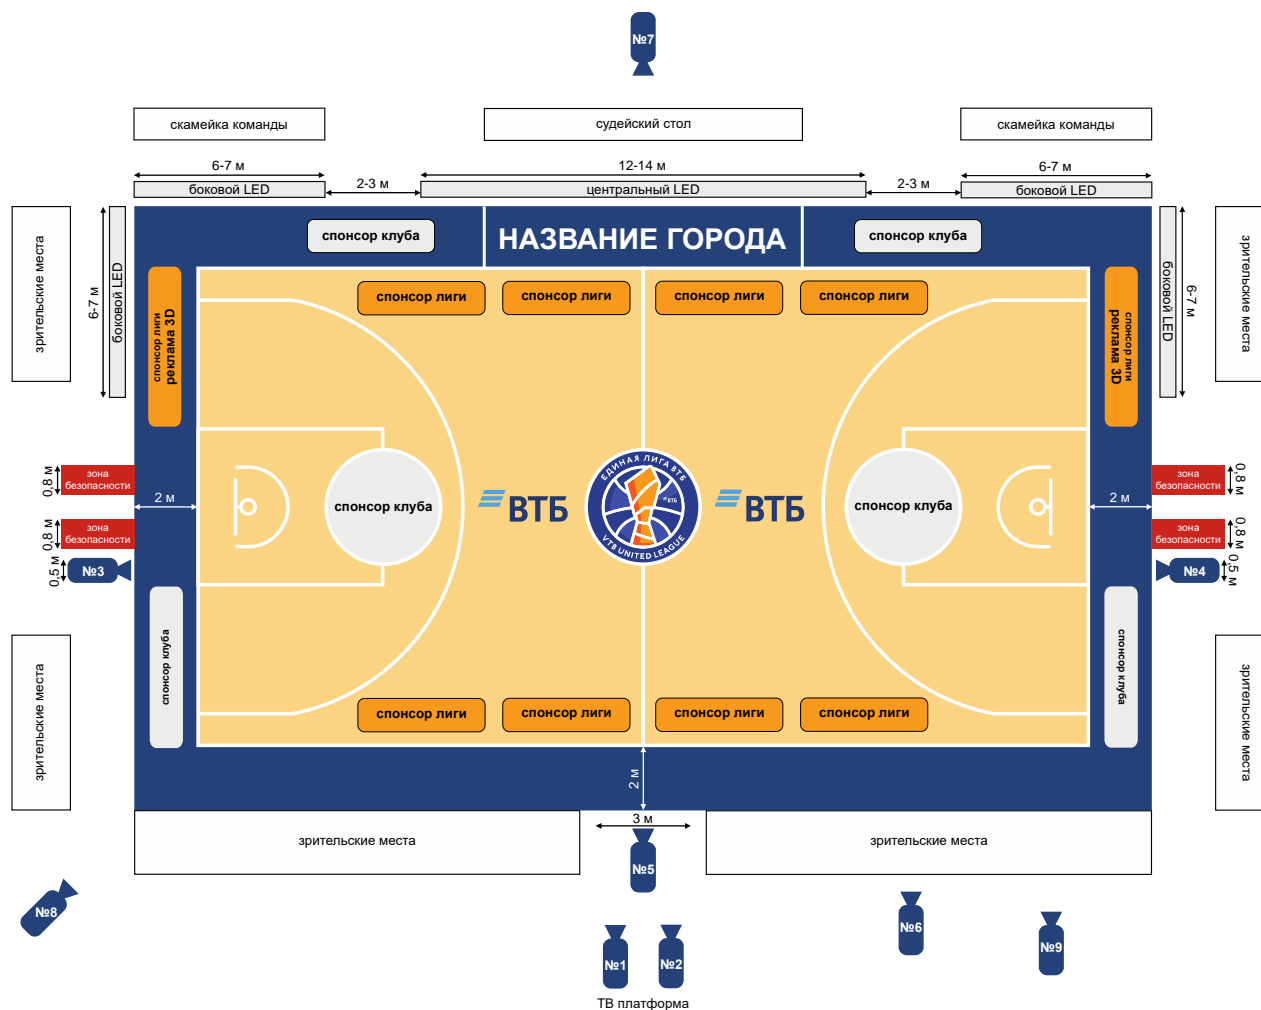 №7
скамейка команды
судейский стол
скамейка команды
6-7 м
12-14 м
6-7 м
боковой LED
2-3 м
центральный LED
2-3 м
боковой LED
зрительские места
6-7 м
боковой LED
спонсор клуба
НАЗВАНИЕ ГОРОДА
спонсор клуба
боковой LED
6-7 м
зрительские места
спонсор лиги
реклама 3D
спонсор лиги
спонсор лиги
спонсор лиги
спонсор лиги
спонсор лиги
реклама 3D
0,8 м
зона
безопасности
2 м
0,8 м
зона
безопасности
0,5 м
№3
спонсор клуба
ВТБ
ЕДИНАЯ ЛИГА ВТБ
ВТБ
VTB UNITED LEAGUE
ВТБ
спонсор клуба
зона
безопасности
0,8 м
2 м
зона
безопасности
0,8 м
№4
0,5 м
зрительские места
спонсор клуба
спонсор лиги
спонсор лиги
спонсор лиги
спонсор лиги
спонсор клуба
зрительские места
2 м
зрительские места
3 м
зрительские места
№5
№8
№1
№2
№6
№9
ТВ платформа